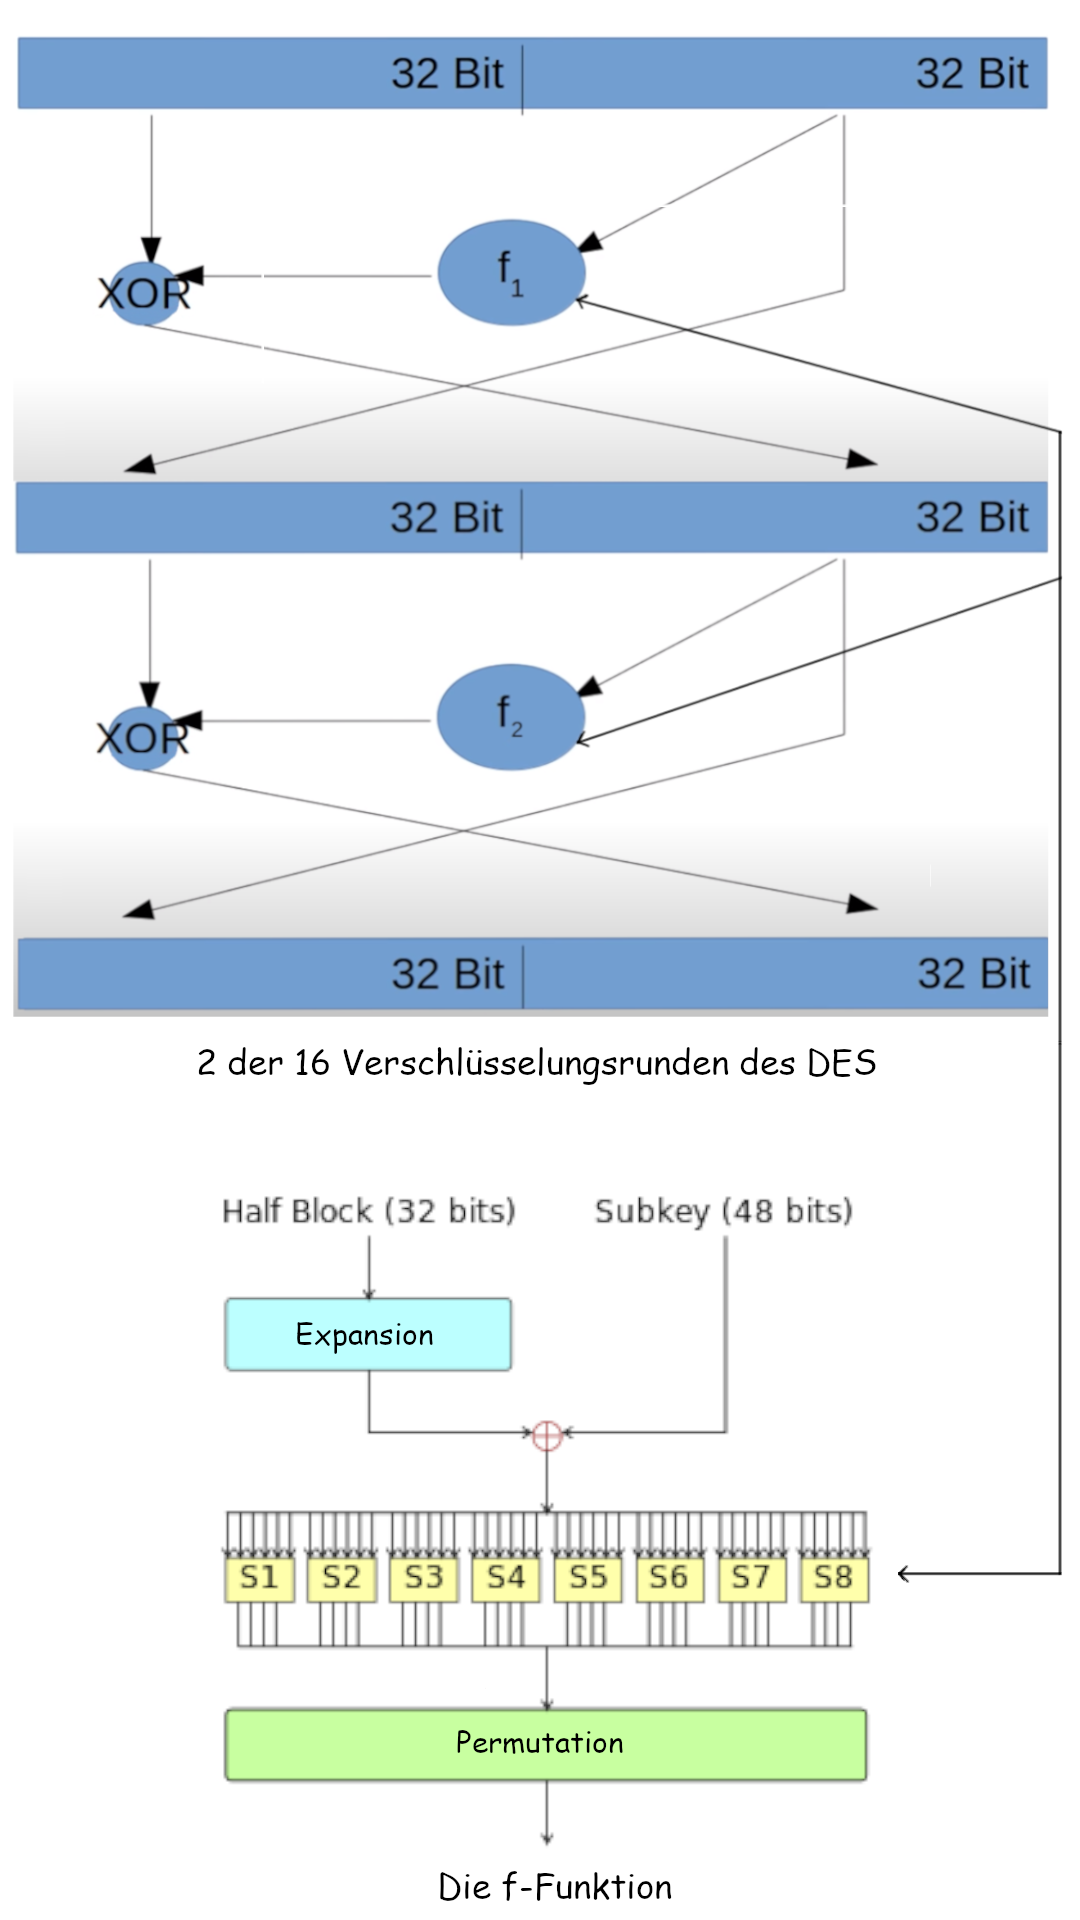 32 Bit 32 Bit
f1
XOR
32 Bit 32 Bit
f2
XOR
32 Bit 32 Bit
2 der 16 Verschlüsselungsrunden des DES
Half Block (32 bits) Subkey (48 bits)
Expansion
S1 S2 S3 S4 S5 S6 S7 S8
Permutation
Die f-Funktion